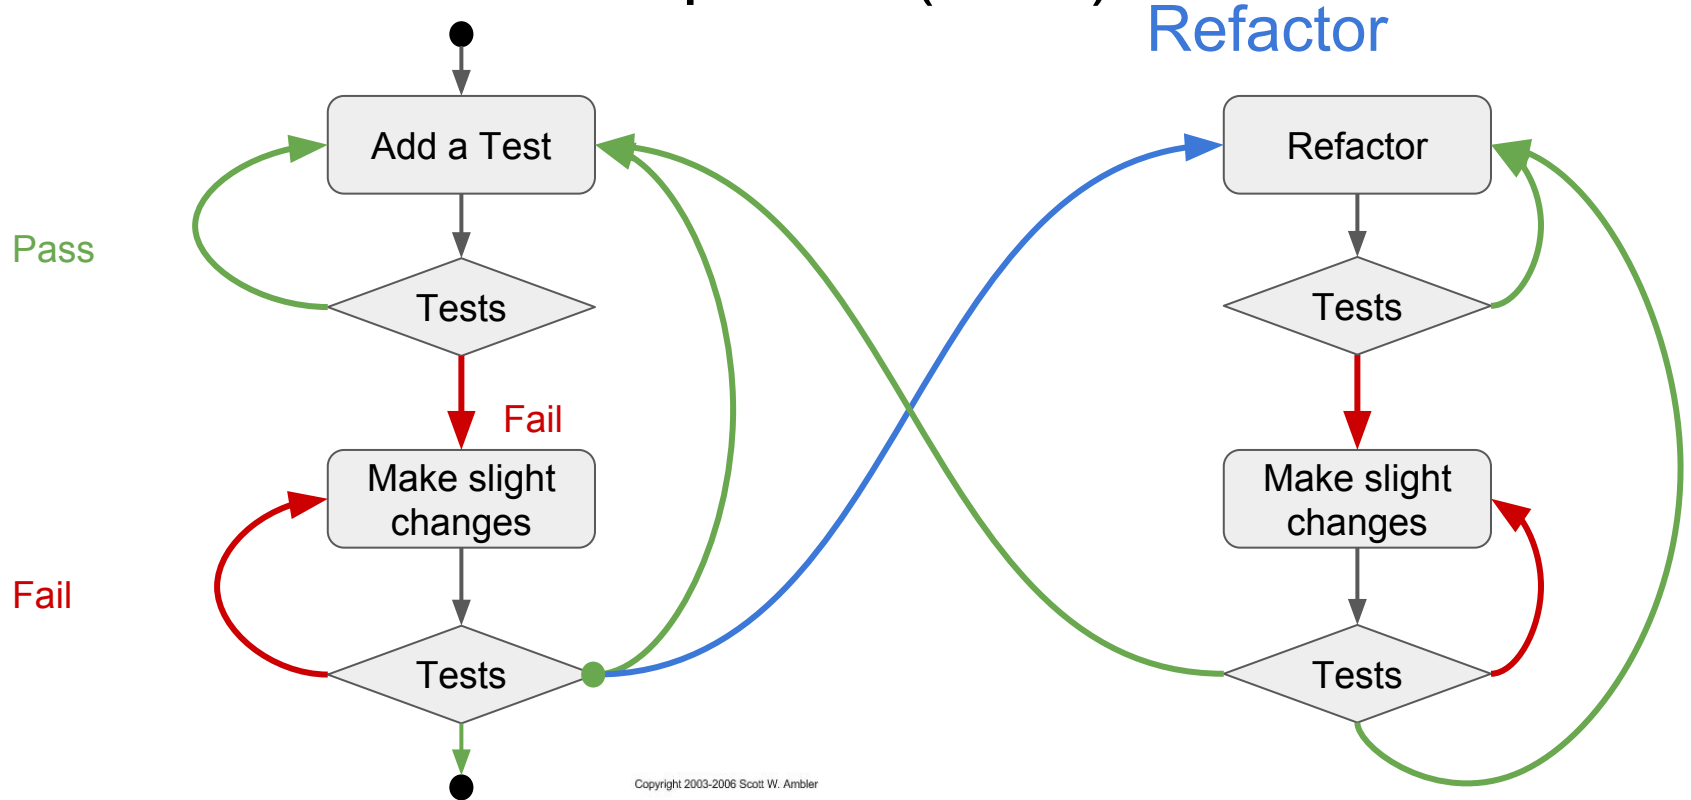 Refactor
Add a Test
Refactor
Pass
Tests
Tests
Fail
Make slight
changes
Make slight
changes
Fail
Tests
Tests
Copyright 2003-2006 Scott W. Ambler